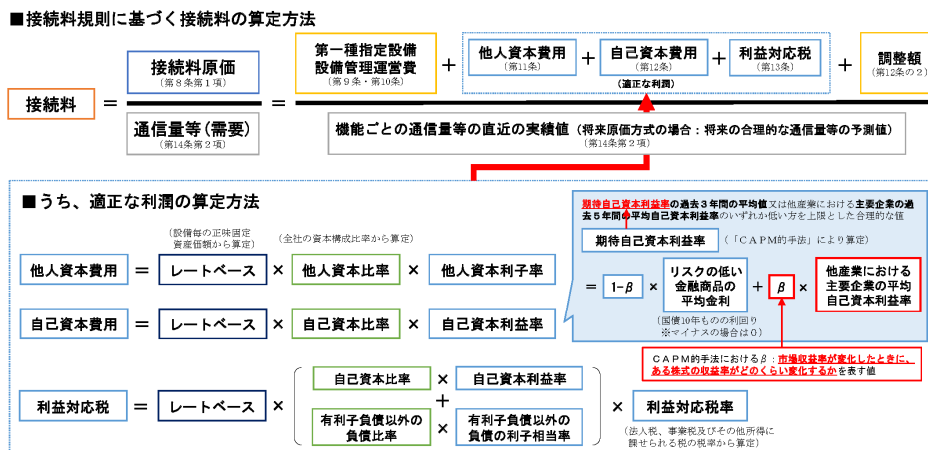 ■接続料規則に基づく接続料の算定方法
接続料
＝
接続料原価
(第８条第１項)
通信量等(需要)
(第14条第２項)
＝
第一種指定設備
設備管理運営費
(第９条・第10条)
＋
他人資本費用
(第11条)
＋
自己資本費用
(第12条)
(適正な利潤)
＋
利益対応税
(第13条)
＋
調整額
(第12条の２)
機能ごとの通信量等の直近の実績値（将来原価方式の場合：将来の合理的な通信量等の予測値）
(第14条第２項)
■うち、適正な利潤の算定方法
(設備毎の正味固定
資産価額から算定)
(全社の資本構成比率から算定)
他人資本費用 ＝ レートベース × 他人資本比率 × 他人資本利子率
自己資本費用 ＝ レートベース × 自己資本比率 × 自己資本利益率
利益対応税 ＝ レートベース ×
自己資本比率 × 自己資本利益率
＋
有利子負債以外の
負債比率
×
有利子負債以外の
負債の利子相当率
× 利益対応税率
(法人税、事業税及びその他所得に
課せられる税の税率から算定)
期待自己資本利益率の過去３年間の平均値又は他産業における主要企業の過
去５年間の平均自己資本利益率のいずれか低い方を上限とした合理的な値
期待自己資本利益率
(「ＣＡＰＭ的手法」により算定)
＝ 1-β ×
リスクの低い
金融商品の
平均金利
＋ β ×
他産業における
主要企業の平均
自己資本利益率
(国債10年ものの利回り
※マイナスの場合は０)
ＣＡＰＭ的手法におけるβ：市場収益率が変化したときに、
ある株式の収益率がどのくらい変化するかを表す値